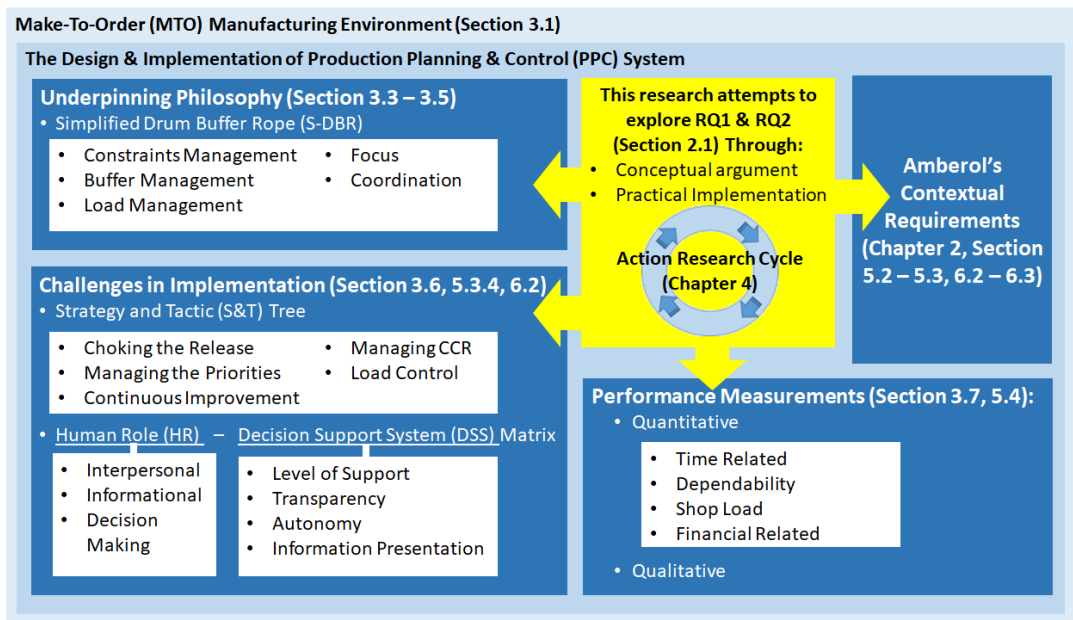 Make-To-Order (MTO) Manufacturing Environment (Section 3.1)
The Design & Implementation of Production Planning & Control (PPC) System
Underpinning Philosophy (Section 3.3 – 3.5)
• Simplified Drum Buffer Rope (S-DBR)
• Constraints Management
• Buffer Management
• Load Management
• Focus
• Coordination
Challenges in Implementation (Section 3.6, 5.3.4, 6.2)
• Strategy and Tactic (S&T) Tree
• Choking the Release
• Managing the Priorities
• Continuous Improvement
• Managing CCR
• Load Control
• Human Role (HR) – Decision Support System (DSS) Matrix
• Interpersonal
• Informational
• Decision
Making
• Level of Support
• Transparency
• Autonomy
• Information Presentation
This research attempts to
explore RQ1 & RQ2
(Section 2.1) Through:
• Conceptual argument
• Practical Implementation
Action Research Cycle
(Chapter 4)
Amberol’s
Contextual
Requirements
(Chapter 2, Section
5.2 – 5.3, 6.2 – 6.3)
Performance Measurements (Section 3.7, 5.4):
• Quantitative
• Time Related
• Dependability
• Shop Load
• Financial Related
• Qualitative